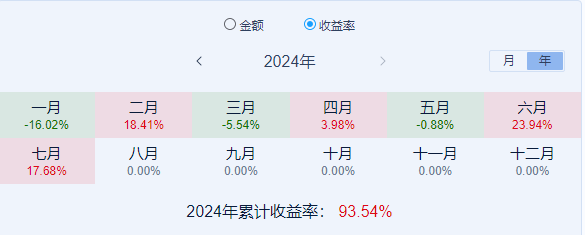 金额 收益率
2024年
月 年
一月 二月 三月 四月 五月 六月
-16.02% 18.41% -5.54% 3.98% -0.88% 23.94%
七月 八月 九月 十月 十一月 十二月
17.68% 0.00% 0.00% 0.00% 0.00% 0.00%
2024年累计收益率： 93.54%